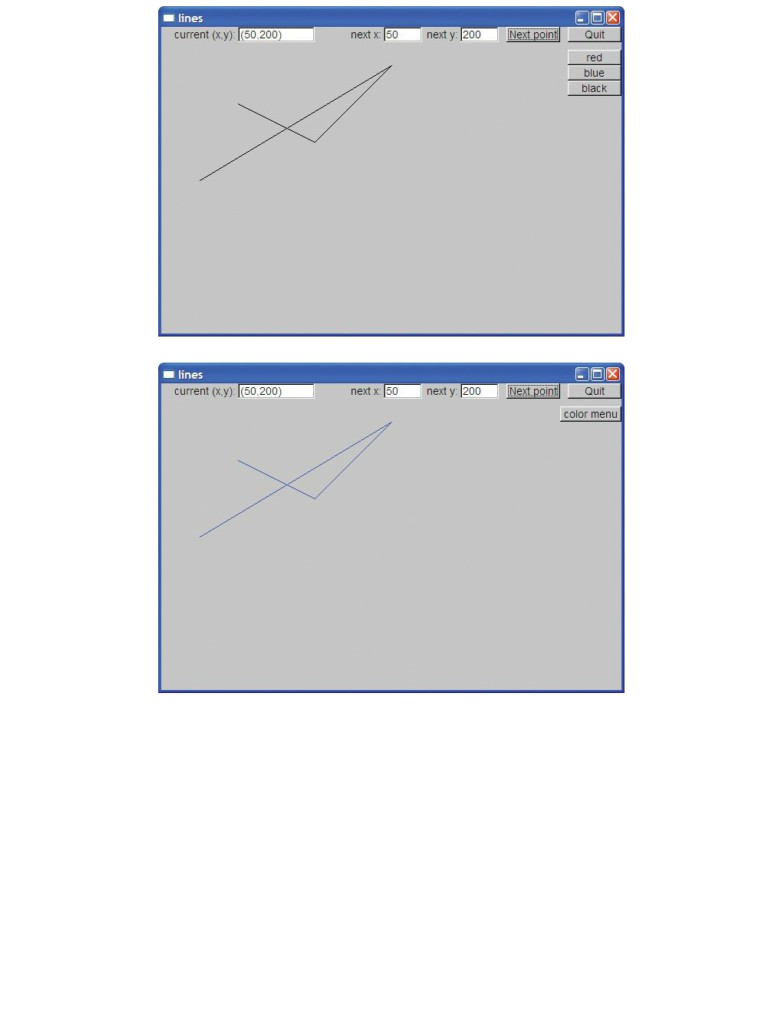 lines
current (x,y): (50,200) next x: 50 next y: 200 Next point Quit
red
blue
black
lines
current (x,y): (50,200) next x: 50 next y: 200 Next point Quit
color menu